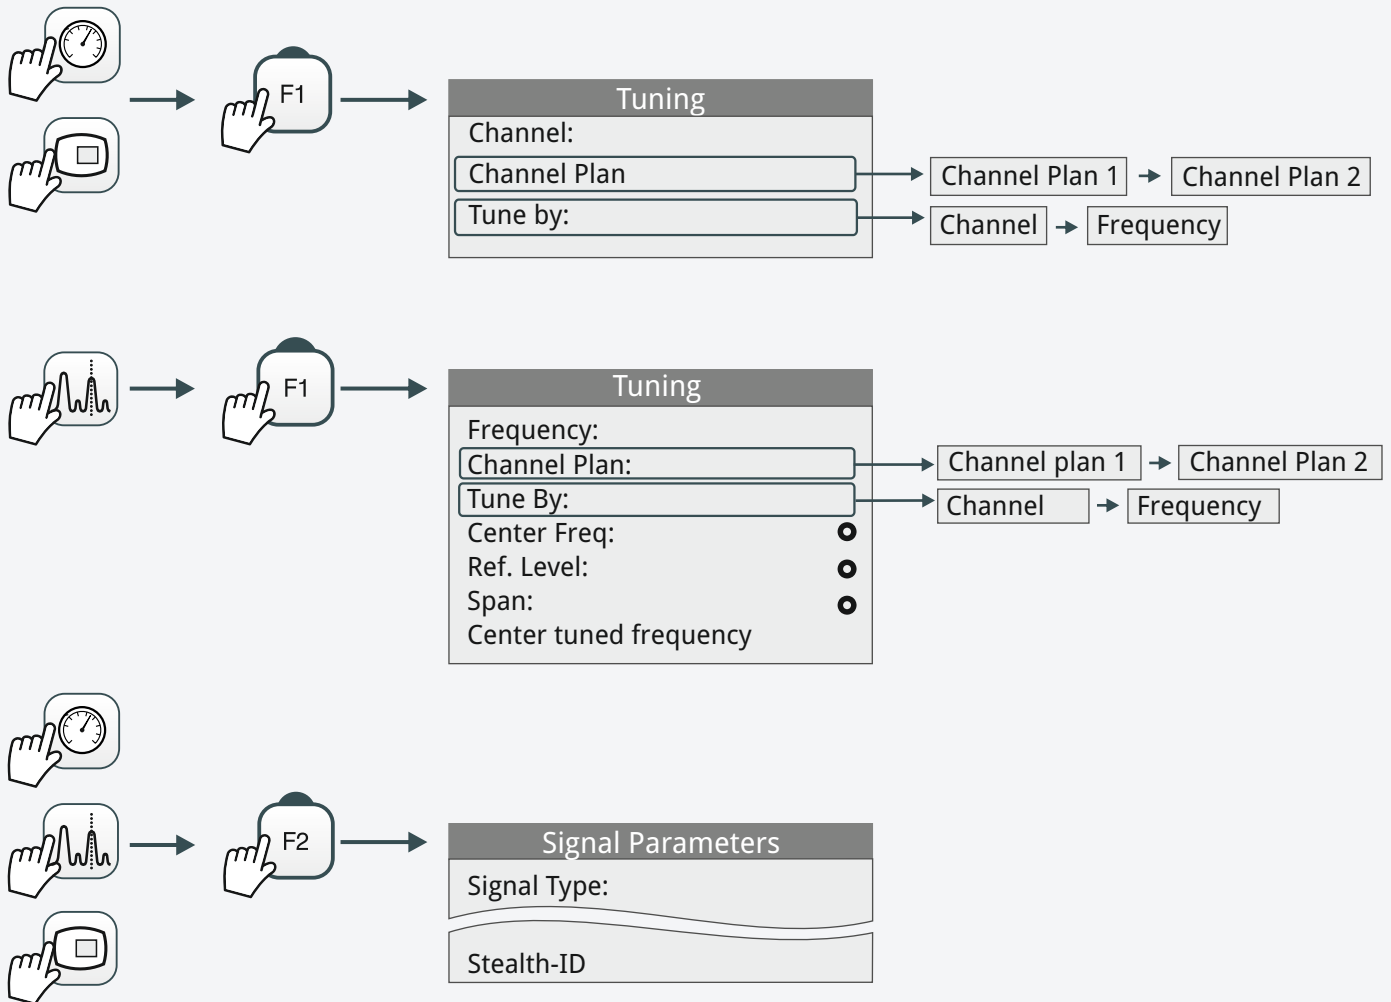 F1
Tuning
Channel:
Channel Plan
Channel Plan 1
Channel Plan 2
Tune by:
Channel
Frequency
F1
Tuning
Frequency:
Channel Plan:
Channel plan 1
Channel Plan 2
Tune By:
Channel
Frequency
Center Freq:
Ref. Level:
Span:
Center tuned frequency
F2
Signal Parameters
Signal Type:
Stealth-ID